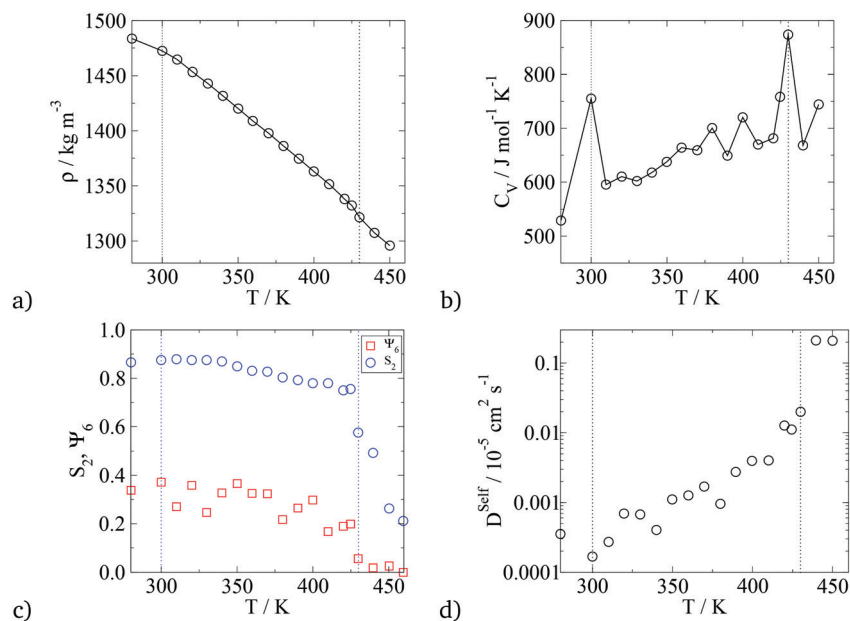 1500
1450
1400
1350
1300
ρ / kg m⁻³
300 350 400 450
T / K
a)
900
800
700
600
500
C_V / J mol⁻¹ K⁻¹
300 350 400 450
T / K
b)
1.0
0.8
0.6
0.4
0.2
0.0
S₂, Ψ₆
Ψ₆
S₂
300 350 400 450
T / K
c)
0.1
0.01
0.001
0.0001
D^Self / 10⁻⁵ cm² s⁻¹
300 350 400 450
T / K
d)